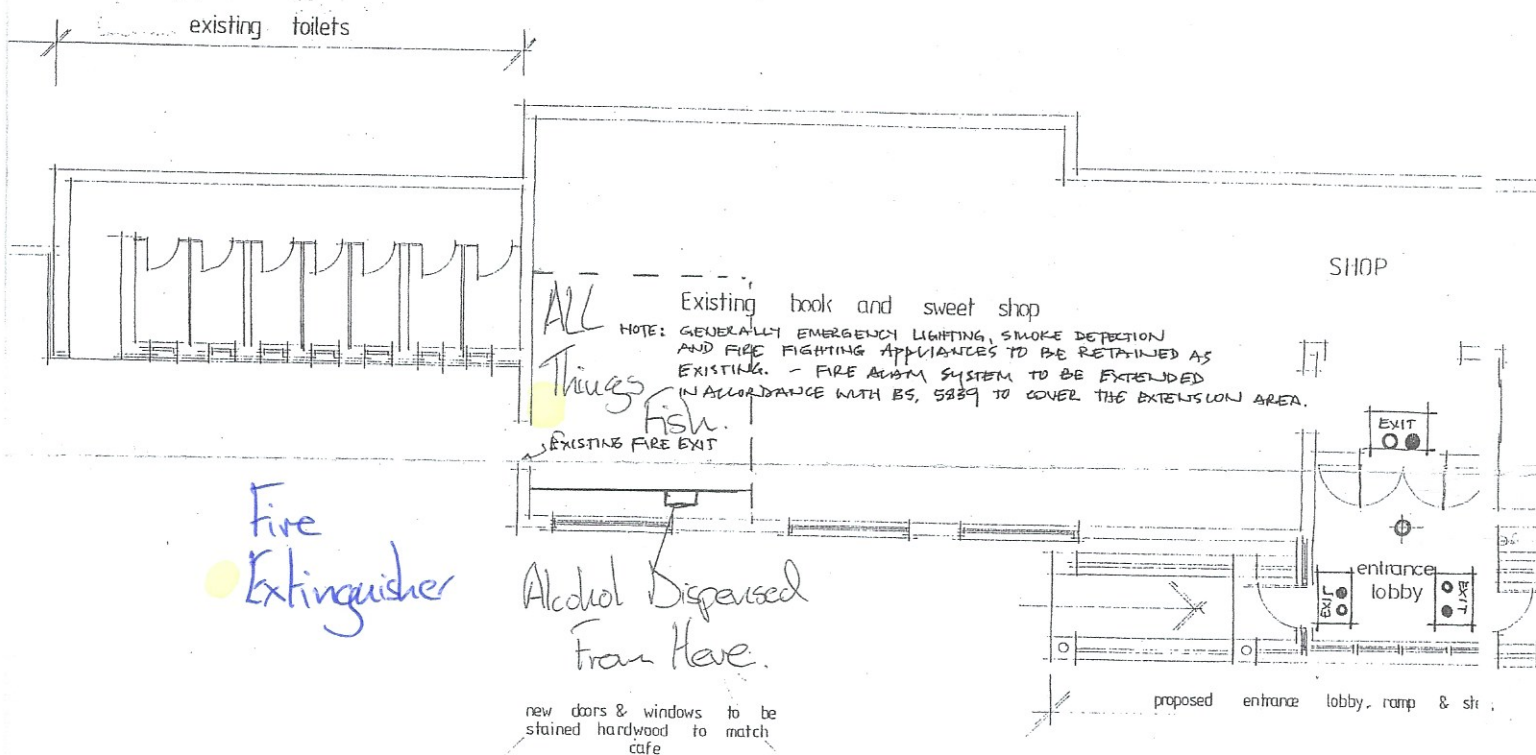 existing toilets
SHOP
Existing book and sweet shop
NOTE: GENERALLY EMERGENCY LIGHTING, SMOKE DETECTION
AND FIRE FIGHTING APPLIANCES TO BE RETAINED AS
EXISTING. - FIRE ALARM SYSTEM TO BE EXTENDED
IN ACCORDANCE WITH BS, 5839 TO COVER THE EXTENSION AREA.
ALL
Things
Fish.
EXISTING FIRE EXIT
EXIT
Fire
Extinguisher
Alcohol Dispensed
From Here.
entrance
lobby
EXIT
EXIT
new doors & windows to be
stained hardwood to match
cafe
proposed entrance lobby, ramp &